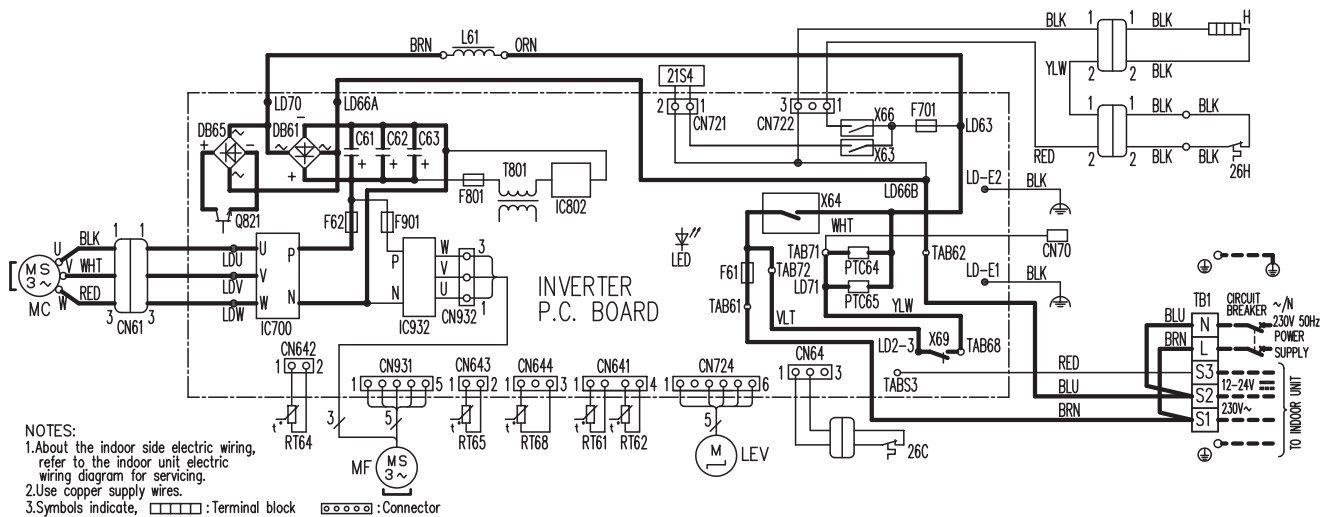 BRN L61 ORN
BLK 1 1 BLK H
YLW 2 2 BLK
21S4
LD70 LD66A
2 1 CN721
3 1 CN722
X66 F701
X63
LD63
1 1 BLK BLK
RED 2 2 BLK BLK
26H
DB65 DB61
C61 C62 C63
+ − ~ ~
− + ~ ~
+ + +
F801 T801 IC802
Q821
F62 F901
LD66B
LD-E2 BLK
X64
WHT
CN70
LED
TAB71 PTC64 TAB62
F61 TAB72
LD71 PTC65
LD-E1 BLK
TAB61
YLW
VLT
LD2-3 X69 TAB68
MC
MS
3~
U BLK
V WHT
W RED
1 1
3 3
CN61
LDU U P
LDV V
LDW W N
IC700
P W 3
V
N U 1
IC932 CN932
INVERTER
P.C. BOARD
TB1 CIRCUIT
BREAKER
~/N
230V 50Hz
POWER
SUPPLY
BLU N
BRN L
S3
S2 12-24V
S1 230V~
TO INDOOR UNIT
TABS3
RED
BLU
BRN
CN642
1 2
t°
RT64
CN931
1 5
3 5
MF
MS
3~
CN643
1 2
t°
RT65
CN644
1 3
t°
RT68
CN641
1 4
t° t°
RT61 RT62
CN724
1 6
5
M
LEV
CN64
1 3
26C
NOTES:
1.About the indoor side electric wiring,
refer to the indoor unit electric
wiring diagram for servicing.
2.Use copper supply wires.
3.Symbols indicate, : Terminal block : Connector